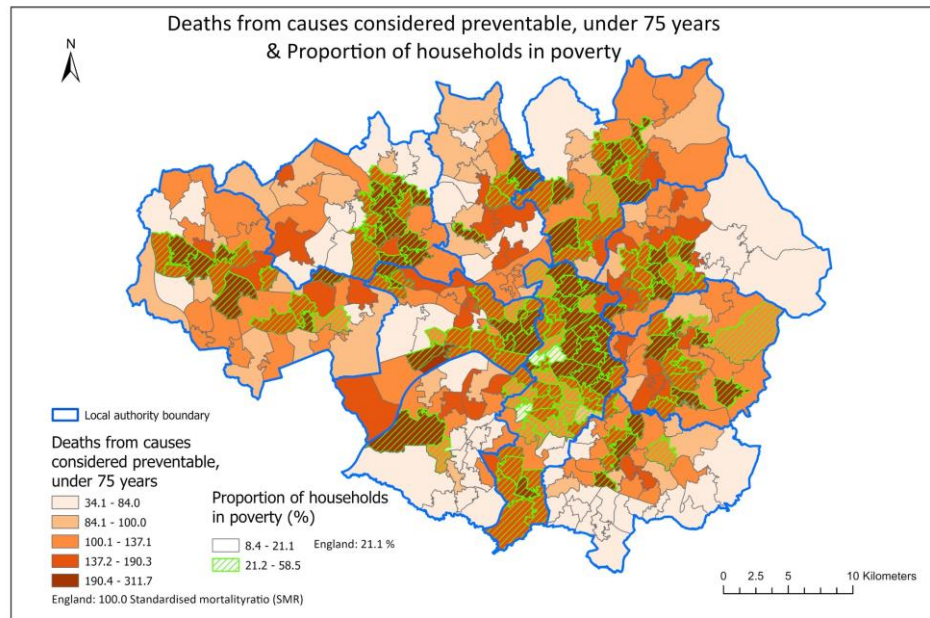 Deaths from causes considered preventable, under 75 years
& Proportion of households in poverty
N
Local authority boundary
Deaths from causes
considered preventable,
under 75 years
34.1 - 84.0
84.1 - 100.0
100.1 - 137.1
137.2 - 190.3
190.4 - 311.7
England: 100.0 Standardised mortalityratio (SMR)
Proportion of households
in poverty (%)
8.4 - 21.1 England: 21.1 %
21.2 - 58.5
0 2.5 5 10 Kilometers